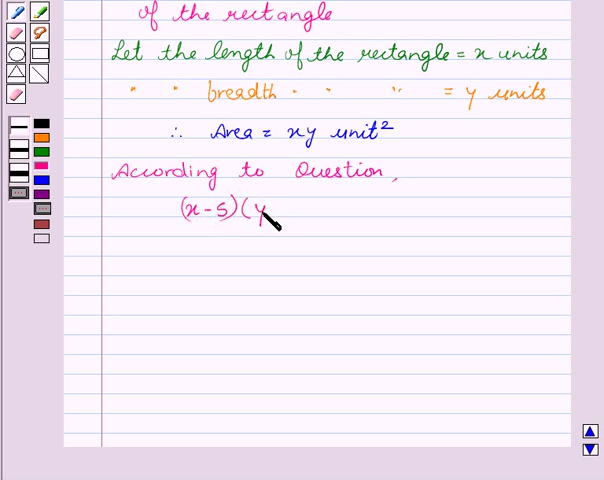 of the rectangle
Let the length of the rectangle = x units
" " breadth " " " = y units
∴ Area = xy unit²
According to Question,
(x - 5) (y